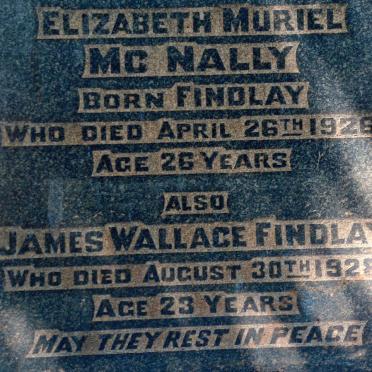 ELIZABETH MURIEL
MC NALLY
BORN FINDLAY
WHO DIED APRIL 26TH 1928
AGE 26 YEARS
ALSO
JAMES WALLACE FINDLAY
WHO DIED AUGUST 30TH 1928
AGE 23 YEARS
MAY THEY REST IN PEACE